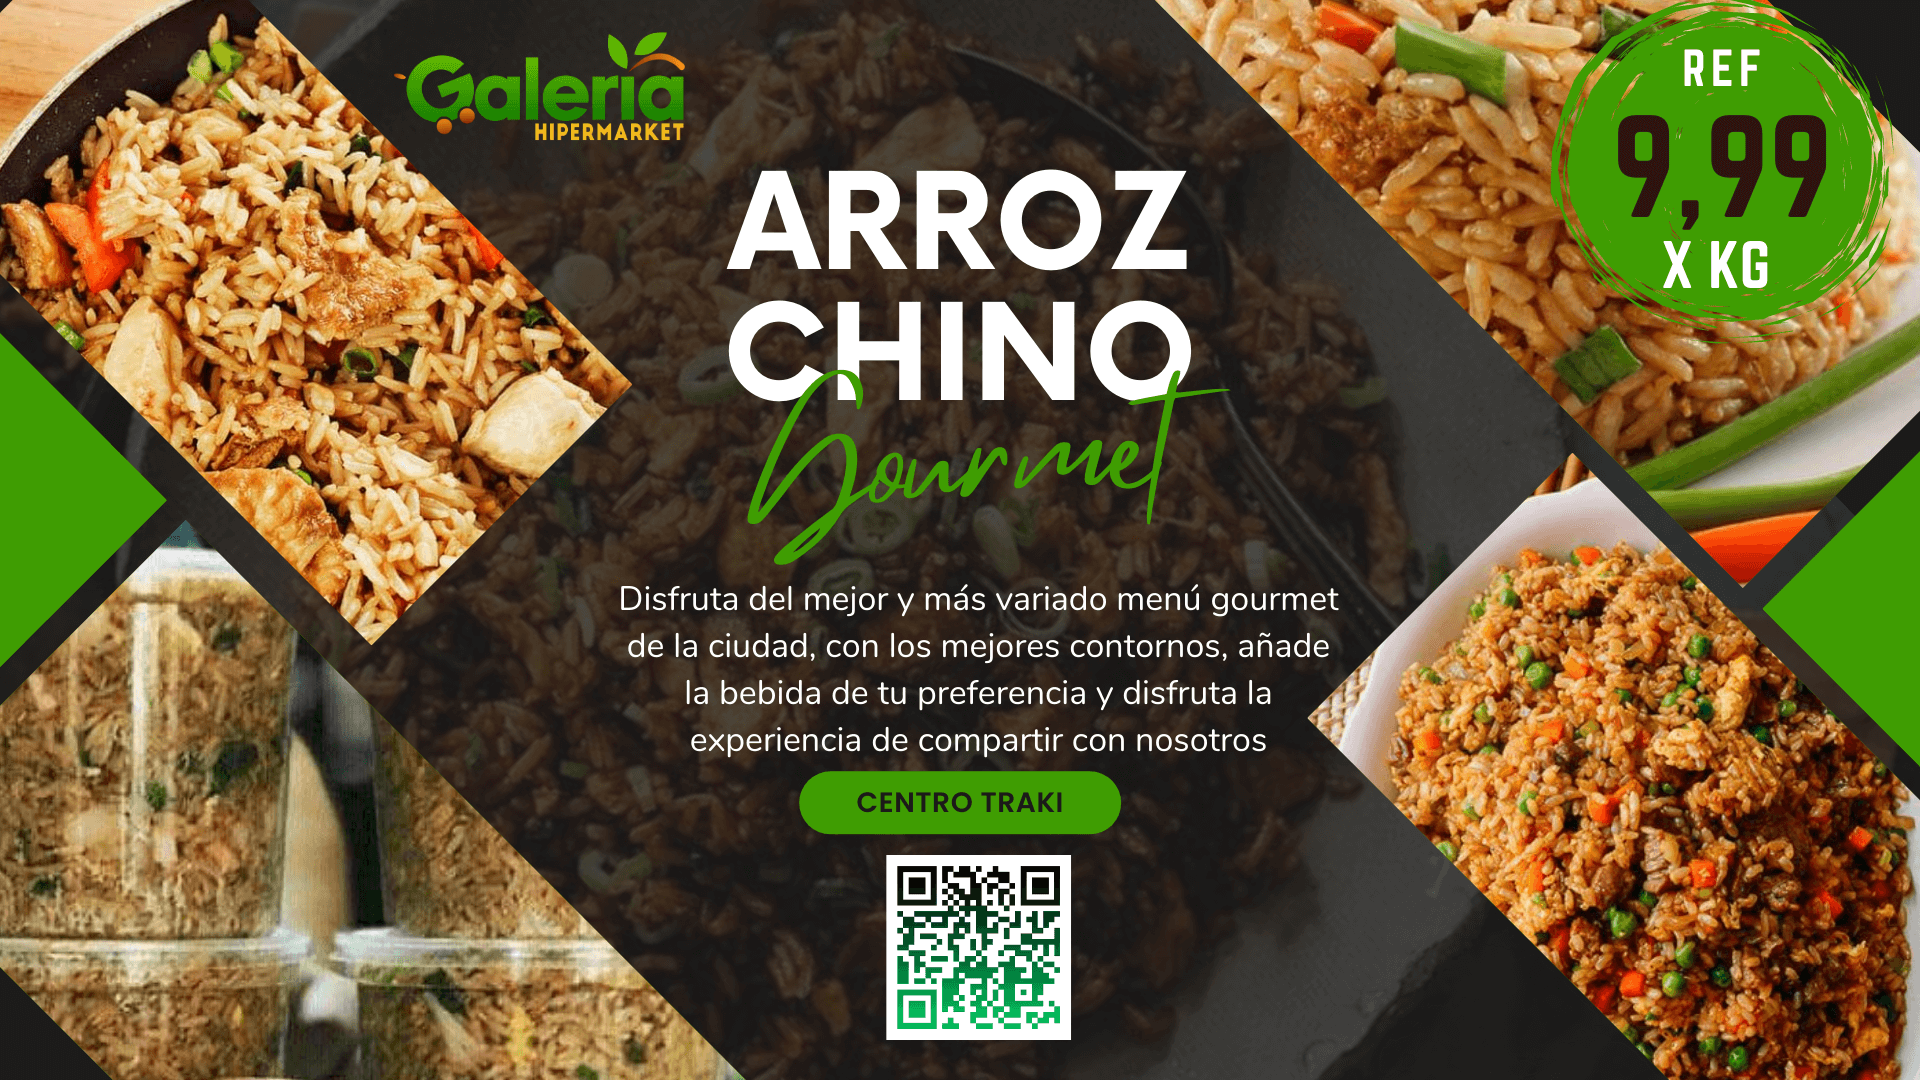 Galería
HIPERMARKET
REF
9,99
X KG
ARROZ
CHINO
Gourmet
Disfruta del mejor y más variado menú gourmet
de la ciudad, con los mejores contornos, añade
la bebida de tu preferencia y disfruta la
experiencia de compartir con nosotros
CENTRO TRAKI